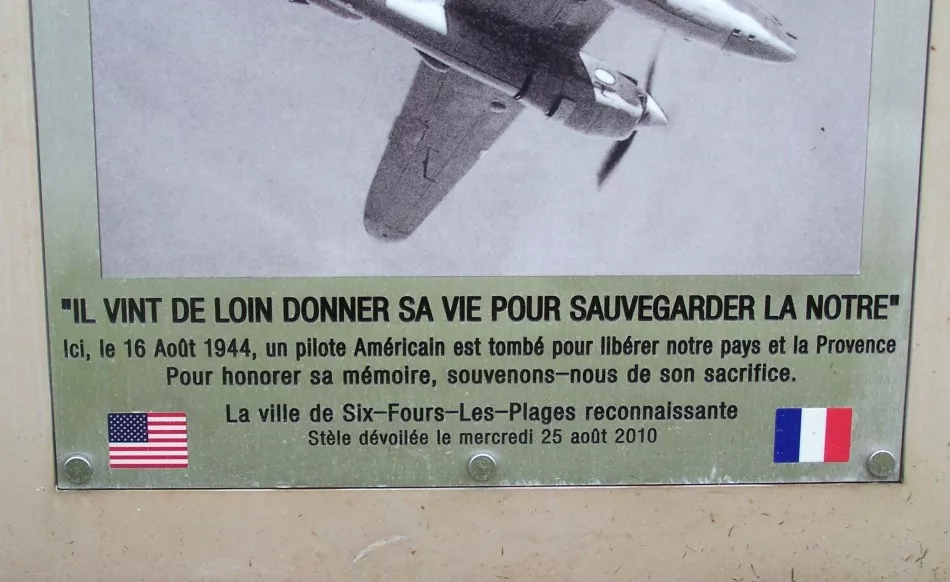 "IL VINT DE LOIN DONNER SA VIE POUR SAUVEGARDER LA NOTRE"
Ici, le 16 Août 1944, un pilote Américain est tombé pour libérer notre pays et la Provence
Pour honorer sa mémoire, souvenons-nous de son sacrifice.
La ville de Six-Fours-Les-Plages reconnaissante
Stèle dévoilée le mercredi 25 août 2010